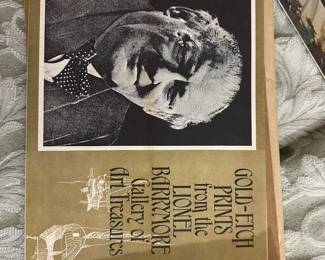 GOLD-ETCH
PRINTS
from the
LIONEL
BARRYMORE
Gallery of
Art Treasures